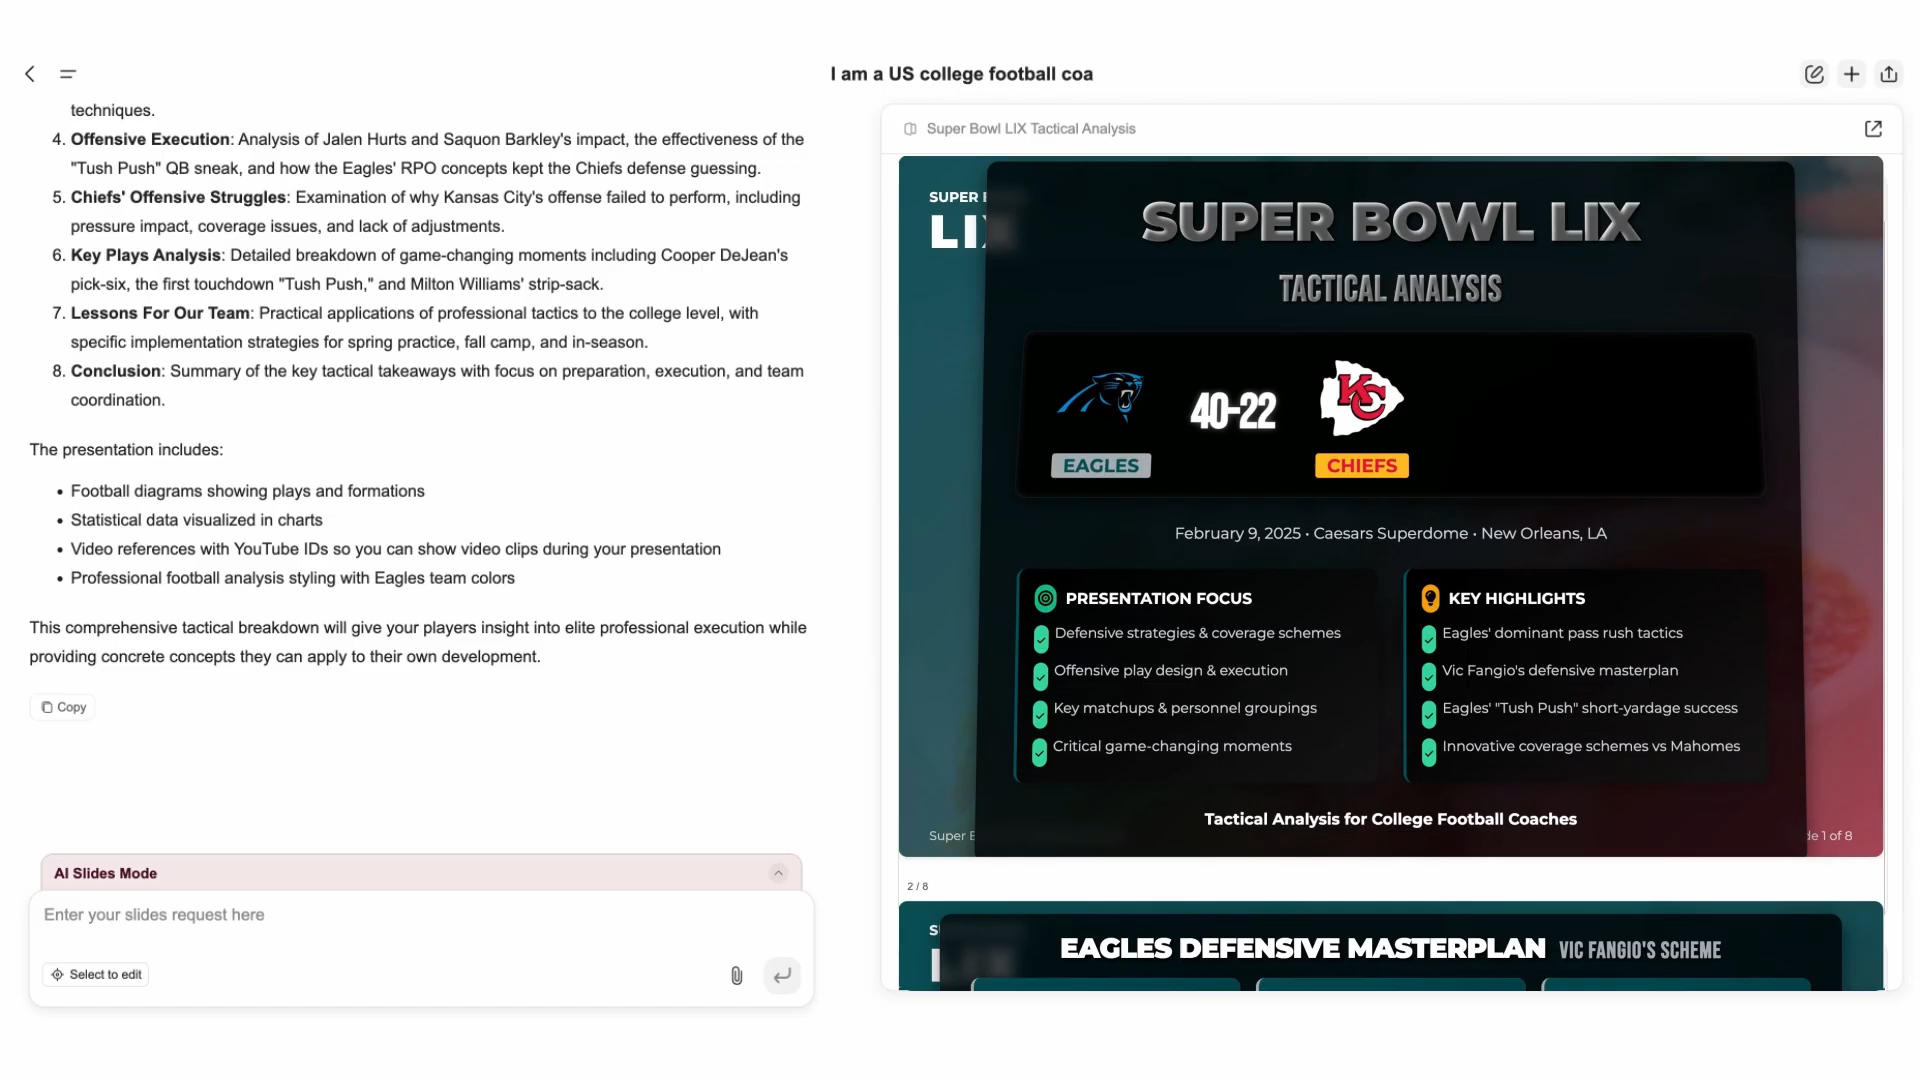 I am a US college football coa
techniques.
4. Offensive Execution: Analysis of Jalen Hurts and Saquon Barkley's impact, the effectiveness of the
"Tush Push" QB sneak, and how the Eagles' RPO concepts kept the Chiefs defense guessing.
5. Chiefs' Offensive Struggles: Examination of why Kansas City's offense failed to perform, including
pressure impact, coverage issues, and lack of adjustments.
6. Key Plays Analysis: Detailed breakdown of game-changing moments including Cooper DeJean's
pick-six, the first touchdown "Tush Push," and Milton Williams' strip-sack.
7. Lessons For Our Team: Practical applications of professional tactics to the college level, with
specific implementation strategies for spring practice, fall camp, and in-season.
8. Conclusion: Summary of the key tactical takeaways with focus on preparation, execution, and team
coordination.
The presentation includes:
• Football diagrams showing plays and formations
• Statistical data visualized in charts
• Video references with YouTube IDs so you can show video clips during your presentation
• Professional football analysis styling with Eagles team colors
This comprehensive tactical breakdown will give your players insight into elite professional execution while
providing concrete concepts they can apply to their own development.
Copy
AI Slides Mode
Enter your slides request here
Select to edit
Super Bowl LIX Tactical Analysis
SUPER
LIX
SUPER BOWL LIX
TACTICAL ANALYSIS
40-22
KC
EAGLES
CHIEFS
February 9, 2025 • Caesars Superdome • New Orleans, LA
PRESENTATION FOCUS
Defensive strategies & coverage schemes
Offensive play design & execution
Key matchups & personnel groupings
Critical game-changing moments
KEY HIGHLIGHTS
Eagles' dominant pass rush tactics
Vic Fangio's defensive masterplan
Eagles' "Tush Push" short-yardage success
Innovative coverage schemes vs Mahomes
Tactical Analysis for College Football Coaches
Super B
de 1 of 8
2 / 8
EAGLES DEFENSIVE MASTERPLAN VIC FANGIO'S SCHEME